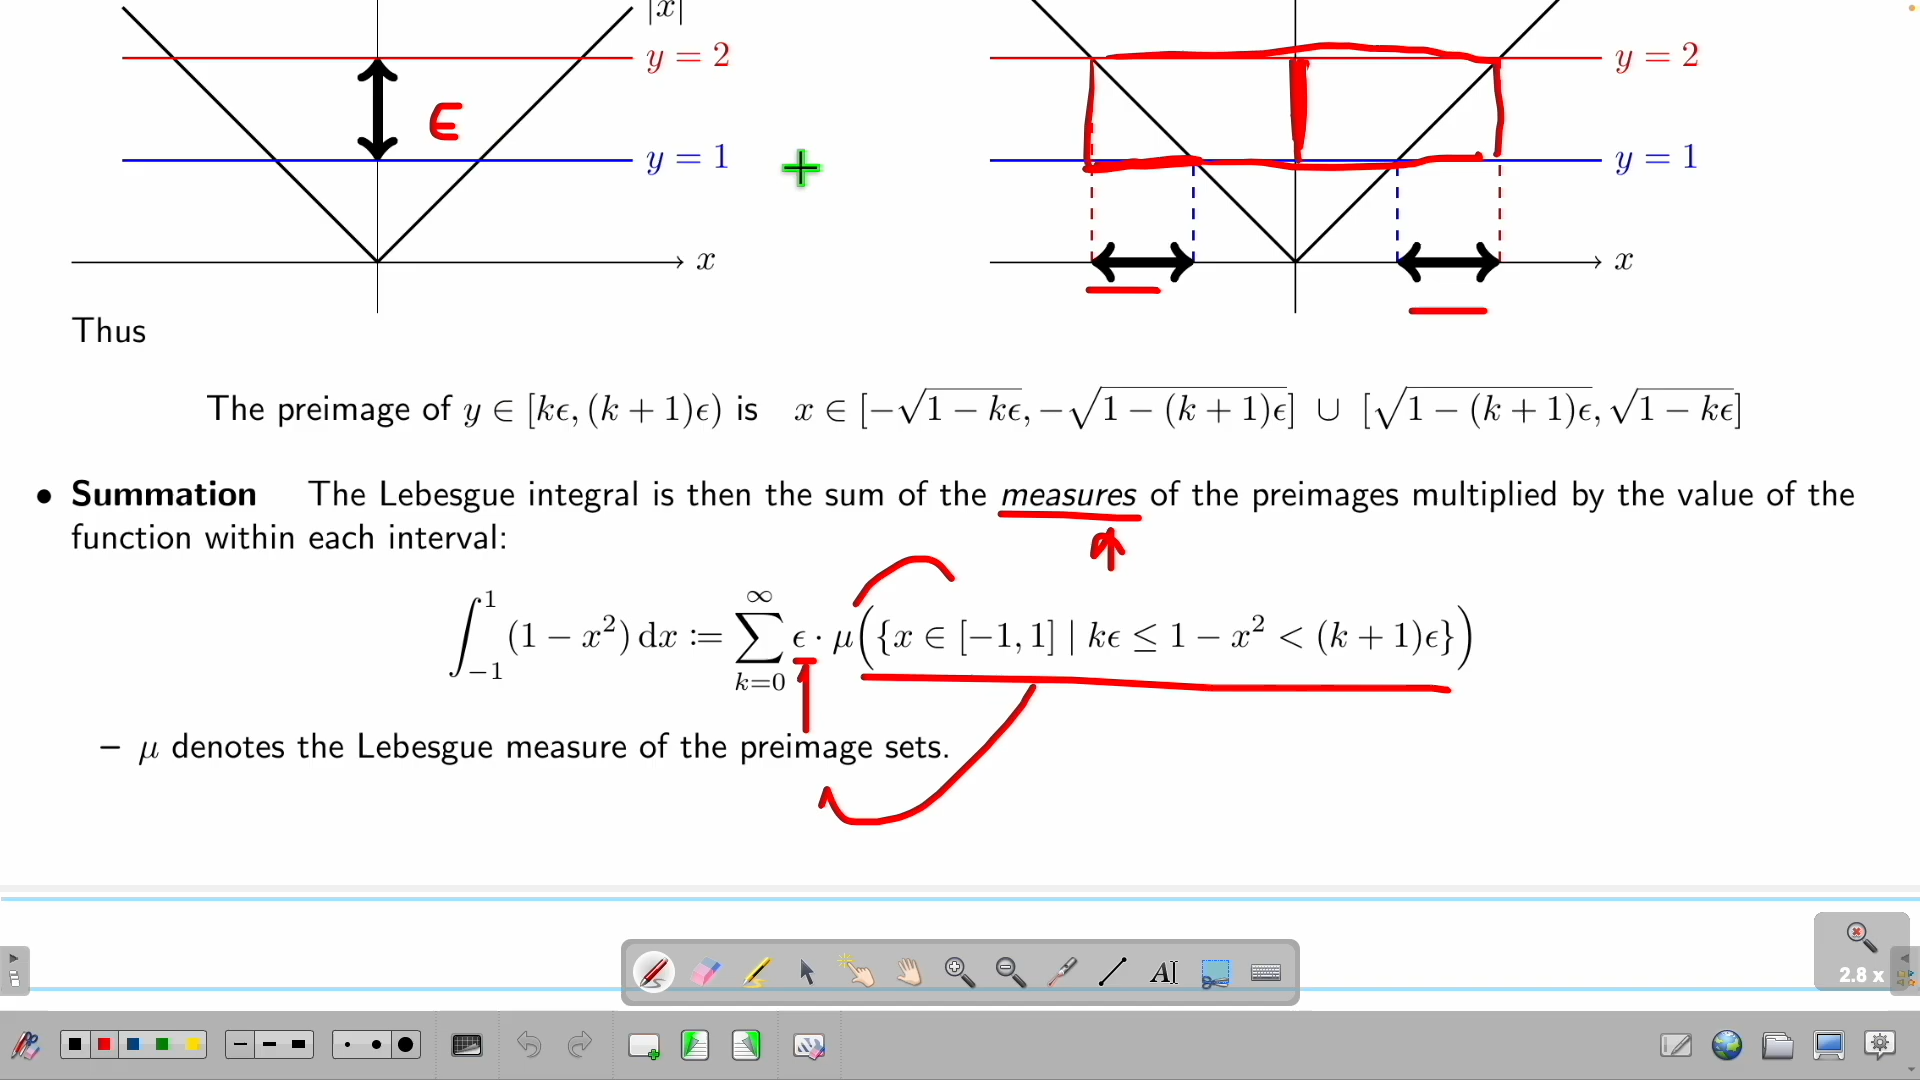 |x| y = 2 y = 2
ϵ
y = 1 y = 1
x x
Thus
The preimage of y ∈ [kϵ, (k + 1)ϵ) is x ∈ [−√(1 − kϵ), −√(1 − (k + 1)ϵ)] ∪ [√(1 − (k + 1)ϵ), √(1 − kϵ)]
• Summation The Lebesgue integral is then the sum of the measures of the preimages multiplied by the value of the
function within each interval:
∫_{−1}^{1} (1 − x²) dx := ∑_{k=0}^{∞} ϵ · μ({x ∈ [−1, 1] | kϵ ≤ 1 − x² < (k + 1)ϵ})
– μ denotes the Lebesgue measure of the preimage sets.
2.8 x